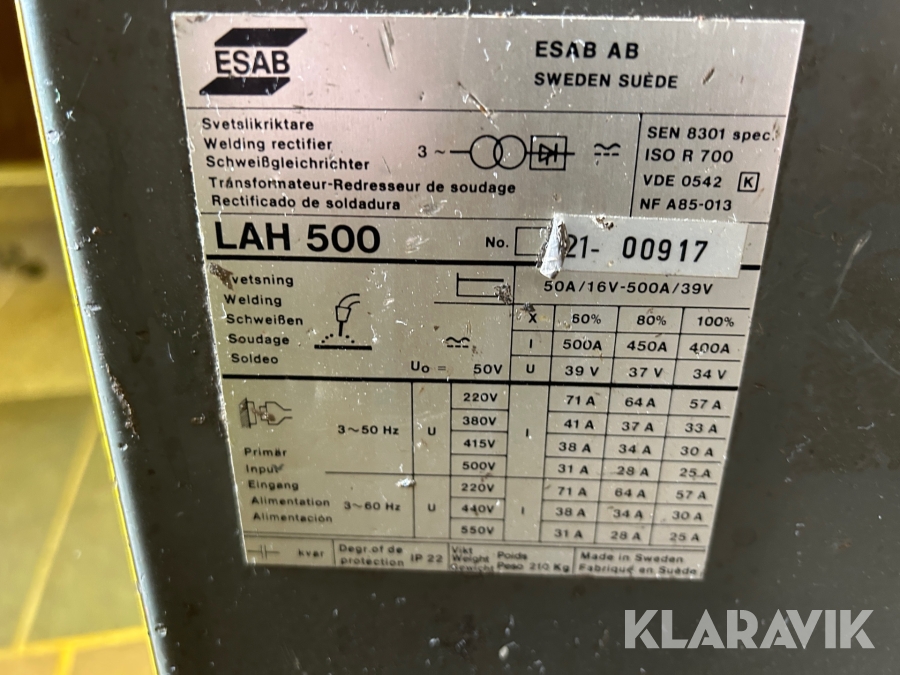 ESAB
ESAB AB
SWEDEN SUÈDE
Svetslikriktare
Welding rectifier
Schweißgleichrichter
Transformateur-Redresseur de soudage
Rectificado de soldadura
3 ~
SEN 8301 spec.
ISO R 700
VDE 0542 K
NF A85-013
LAH 500
No. 21- 00917
Svetsning
Welding
Schweißen
Soudage
Soldeo
50A/16V-500A/39V
X 60% 80% 100%
I 500A 450A 400A
U₀ = 50V U 39 V 37 V 34 V
Primär
Input
Eingang
Alimentation
Alimentación
3~50 Hz U I
220V 71 A 64 A 57 A
380V 41 A 37 A 33 A
415V 38 A 34 A 30 A
500V 31 A 28 A 25 A
3~60 Hz U I
220V 71 A 64 A 57 A
440V 38 A 34 A 30 A
550V 31 A 28 A 25 A
kvar
Degr.of de
protection IP 22
Vikt Poids
Weight
Gewicht Peso 210 Kg
Made in Sweden
Fabriqué en Suède
KLARAVIK